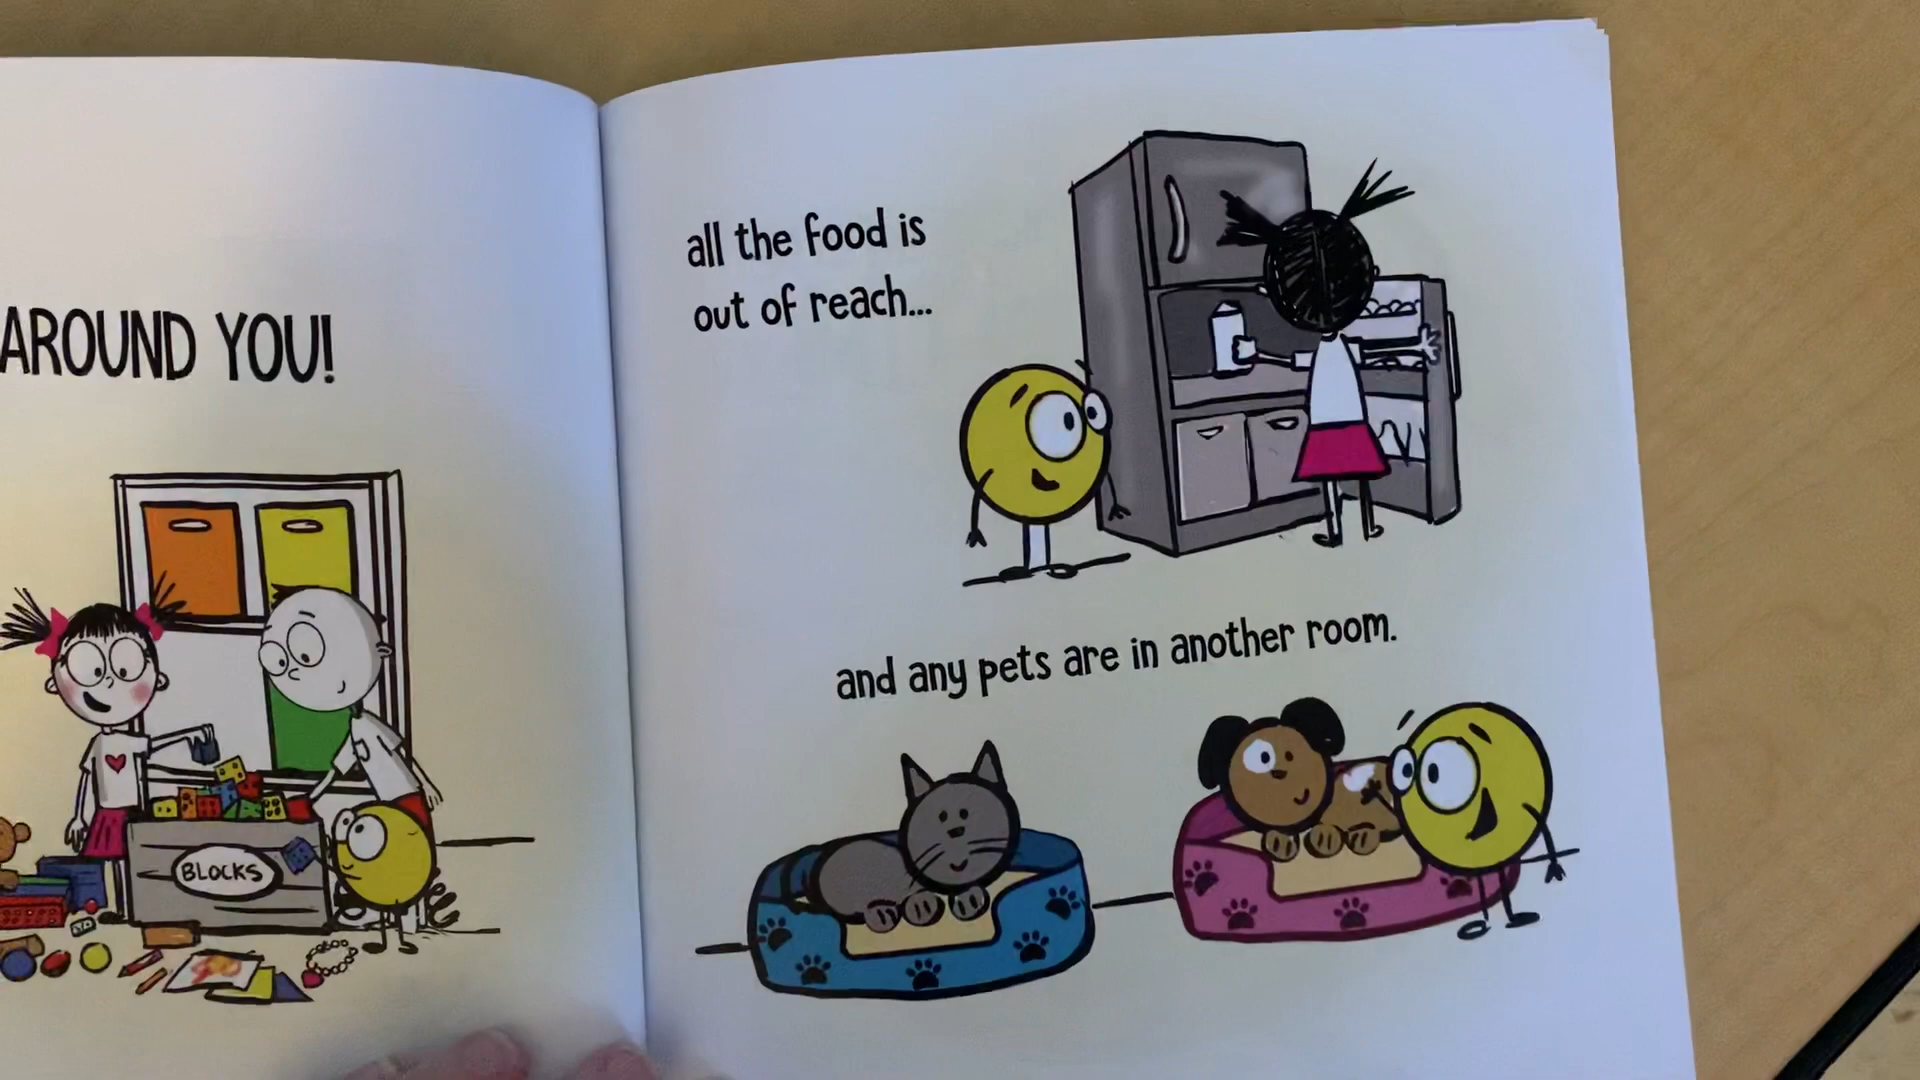 AROUND YOU!
BLOCKS
all the food is
out of reach...
and any pets are in another room.